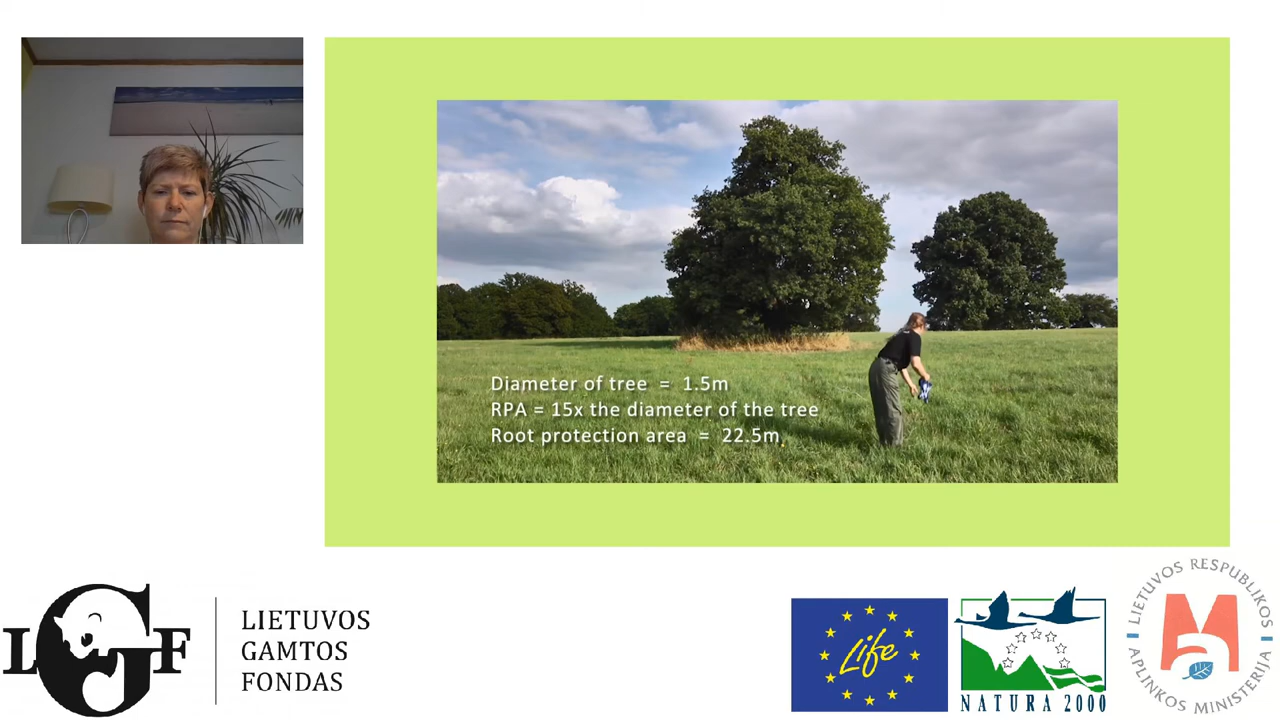 Diameter of tree = 1.5m
RPA = 15x the diameter of the tree
Root protection area = 22.5m
LGF
LIETUVOS
GAMTOS
FONDAS
Life
NATURA 2000
LIETUVOS RESPUBLIKOS
APLINKOS MINISTERIJA